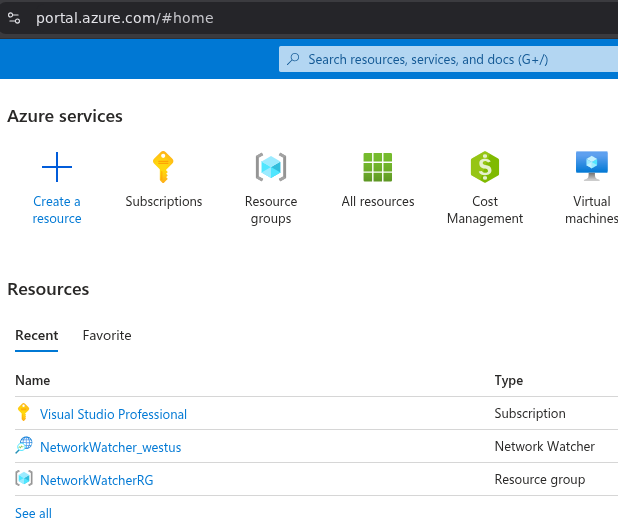 portal.azure.com/#home
Search resources, services, and docs (G+/)
Azure services
Create a resource
Subscriptions
Resource groups
All resources
Cost Management
Virtual machines
Resources
Recent Favorite
Name Type
Visual Studio Professional Subscription
NetworkWatcher_westus Network Watcher
NetworkWatcherRG Resource group
See all